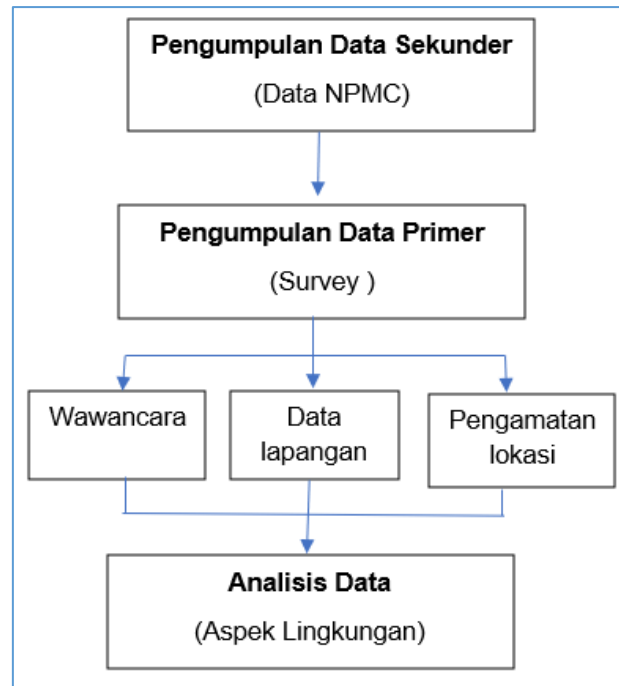 Pengumpulan Data Sekunder
(Data NPMC)
Pengumpulan Data Primer
(Survey )
Wawancara
Data
lapangan
Pengamatan
lokasi
Analisis Data
(Aspek Lingkungan)